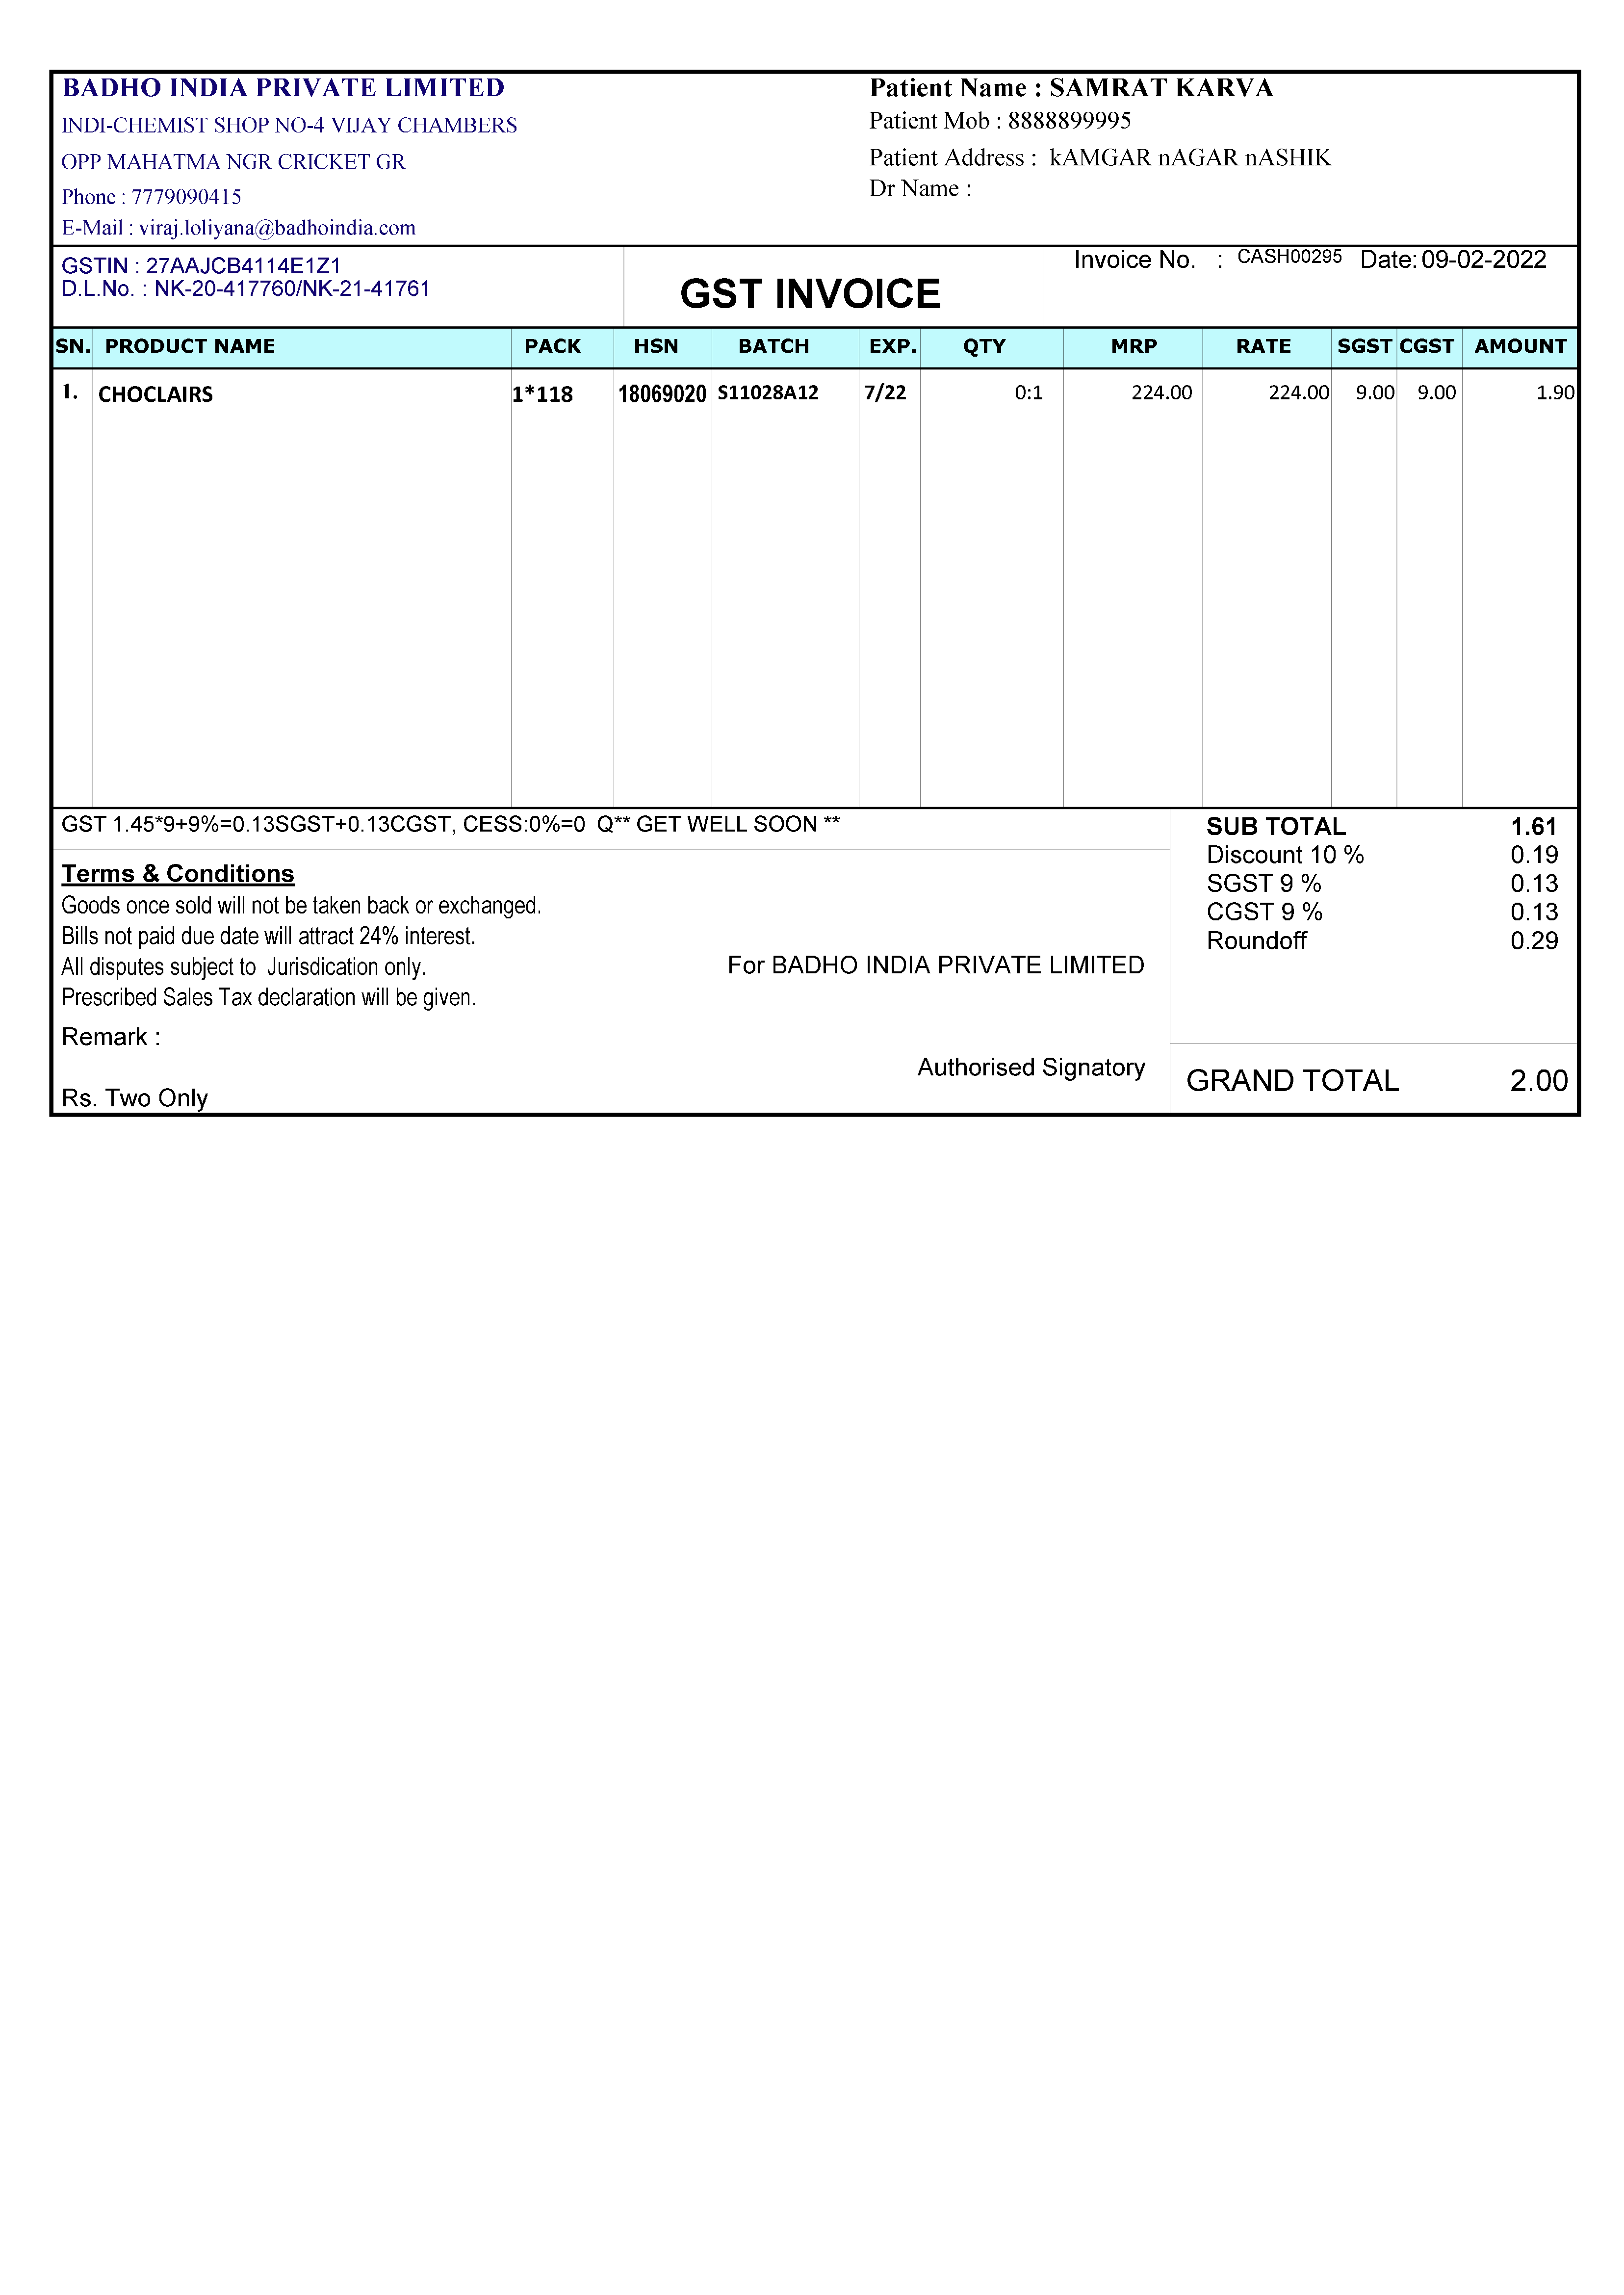 BADHO INDIA PRIVATE LIMITED
INDI-CHEMIST SHOP NO-4 VIJAY CHAMBERS
OPP MAHATMA NGR CRICKET GR
Phone : 7779090415
E-Mail : viraj.loliyana@badhoindia.com
Patient Name : SAMRAT KARVA
Patient Mob : 8888899995
Patient Address : kAMGAR nAGAR nASHIK
Dr Name :
GSTIN : 27AAJCB4114E1Z1
D.L.No. : NK-20-417760/NK-21-41761
GST INVOICE
Invoice No. : CASH00295 Date: 09-02-2022
SN. PRODUCT NAME PACK HSN BATCH EXP. QTY MRP RATE SGST CGST AMOUNT
1. CHOCLAIRS 1*118 18069020 S11028A12 7/22 0:1 224.00 224.00 9.00 9.00 1.90
GST 1.45*9+9%=0.13SGST+0.13CGST, CESS:0%=0 Q** GET WELL SOON **
Terms & Conditions
Goods once sold will not be taken back or exchanged.
Bills not paid due date will attract 24% interest.
All disputes subject to Jurisdication only.
Prescribed Sales Tax declaration will be given.
Remark :
Rs. Two Only
For BADHO INDIA PRIVATE LIMITED
Authorised Signatory
SUB TOTAL 1.61
Discount 10 % 0.19
SGST 9 % 0.13
CGST 9 % 0.13
Roundoff 0.29
GRAND TOTAL 2.00